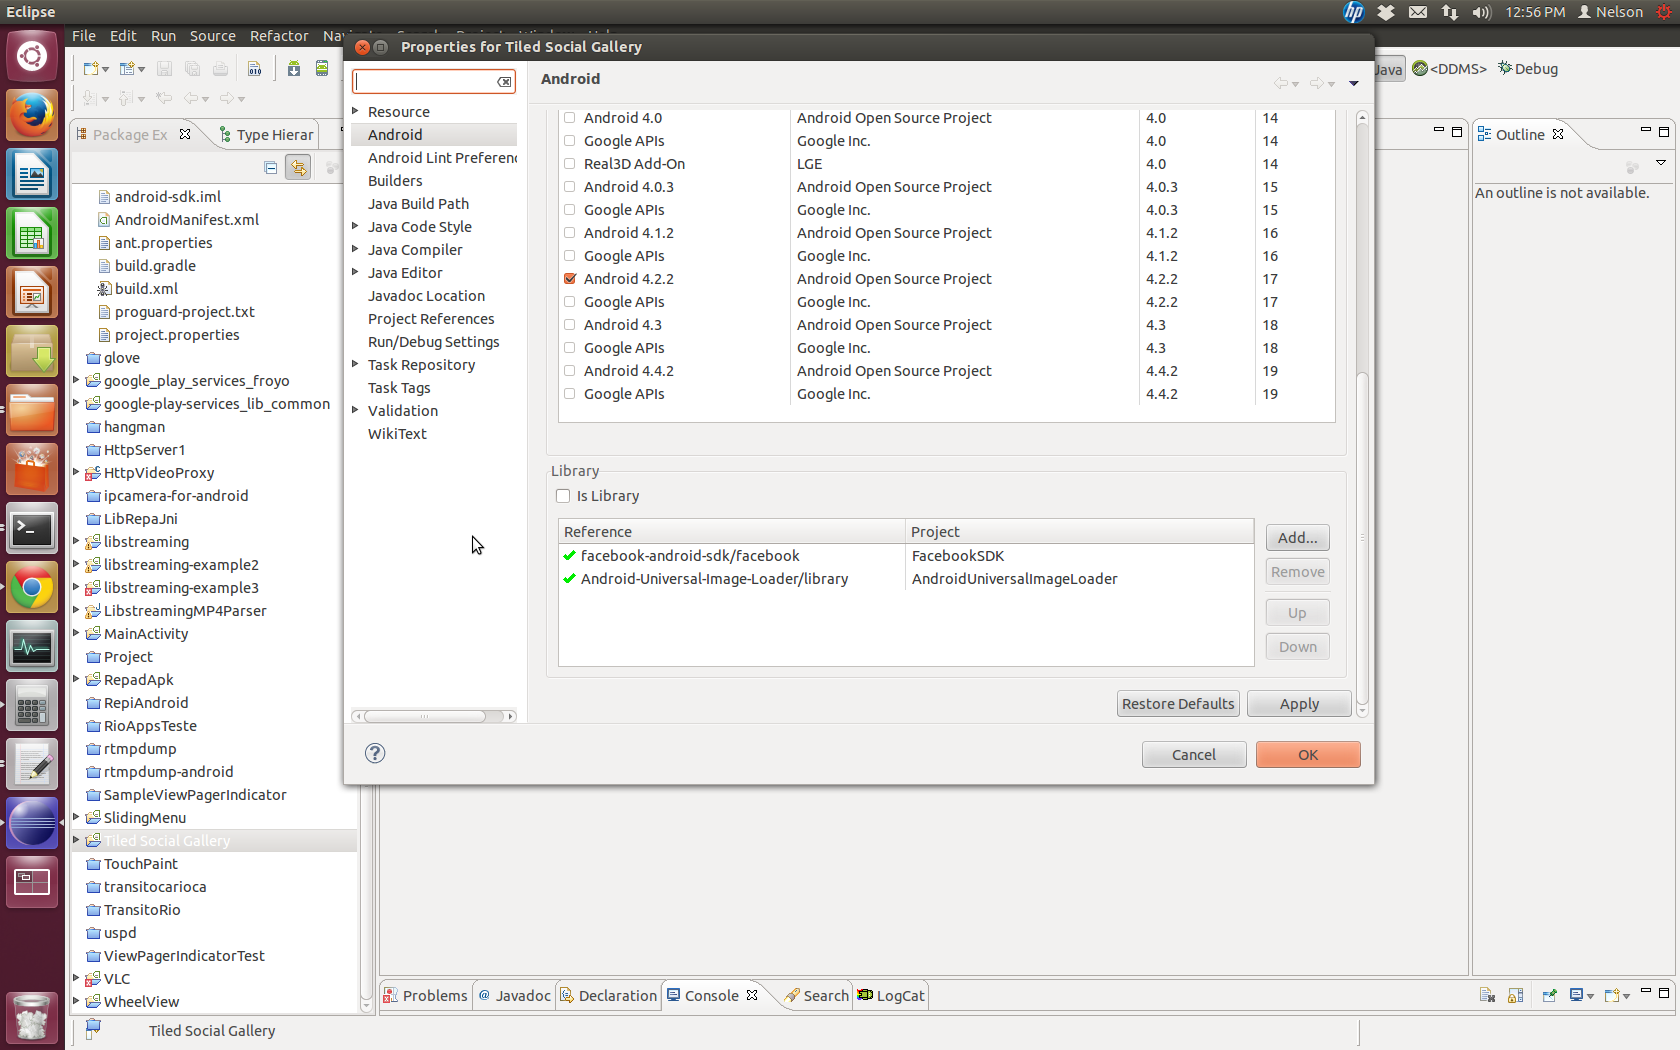 Eclipse
12:56 PM Nelson
File Edit Run Source Refactor
Properties for Tiled Social Gallery
Java <DDMS> Debug
Android
Package Ex Type Hierar
Outline
An outline is not available.
Resource
Android
Android Lint Preferen
Builders
Java Build Path
Java Code Style
Java Compiler
Java Editor
Javadoc Location
Project References
Run/Debug Settings
Task Repository
Task Tags
Validation
WikiText
Android 4.0 Android Open Source Project 4.0 14
Google APIs Google Inc. 4.0 14
Real3D Add-On LGE 4.0 14
Android 4.0.3 Android Open Source Project 4.0.3 15
Google APIs Google Inc. 4.0.3 15
Android 4.1.2 Android Open Source Project 4.1.2 16
Google APIs Google Inc. 4.1.2 16
Android 4.2.2 Android Open Source Project 4.2.2 17
Google APIs Google Inc. 4.2.2 17
Android 4.3 Android Open Source Project 4.3 18
Google APIs Google Inc. 4.3 18
Android 4.4.2 Android Open Source Project 4.4.2 19
Google APIs Google Inc. 4.4.2 19
Library
Is Library
Reference Project
facebook-android-sdk/facebook FacebookSDK
Android-Universal-Image-Loader/library AndroidUniversalImageLoader
Add...
Remove
Up
Down
Restore Defaults Apply
Cancel OK
android-sdk.iml
AndroidManifest.xml
ant.properties
build.gradle
build.xml
proguard-project.txt
project.properties
glove
google_play_services_froyo
google-play-services_lib_common
hangman
HttpServer1
HttpVideoProxy
ipcamera-for-android
LibRepaJni
libstreaming
libstreaming-example2
libstreaming-example3
LibstreamingMP4Parser
MainActivity
Project
RepadApk
RepiAndroid
RioAppsTeste
rtmpdump
rtmpdump-android
SampleViewPagerIndicator
SlidingMenu
Tiled Social Gallery
TouchPaint
transitocarioca
TransitoRio
uspd
ViewPagerIndicatorTest
VLC
WheelView
Problems Javadoc Declaration Console Search LogCat
Tiled Social Gallery